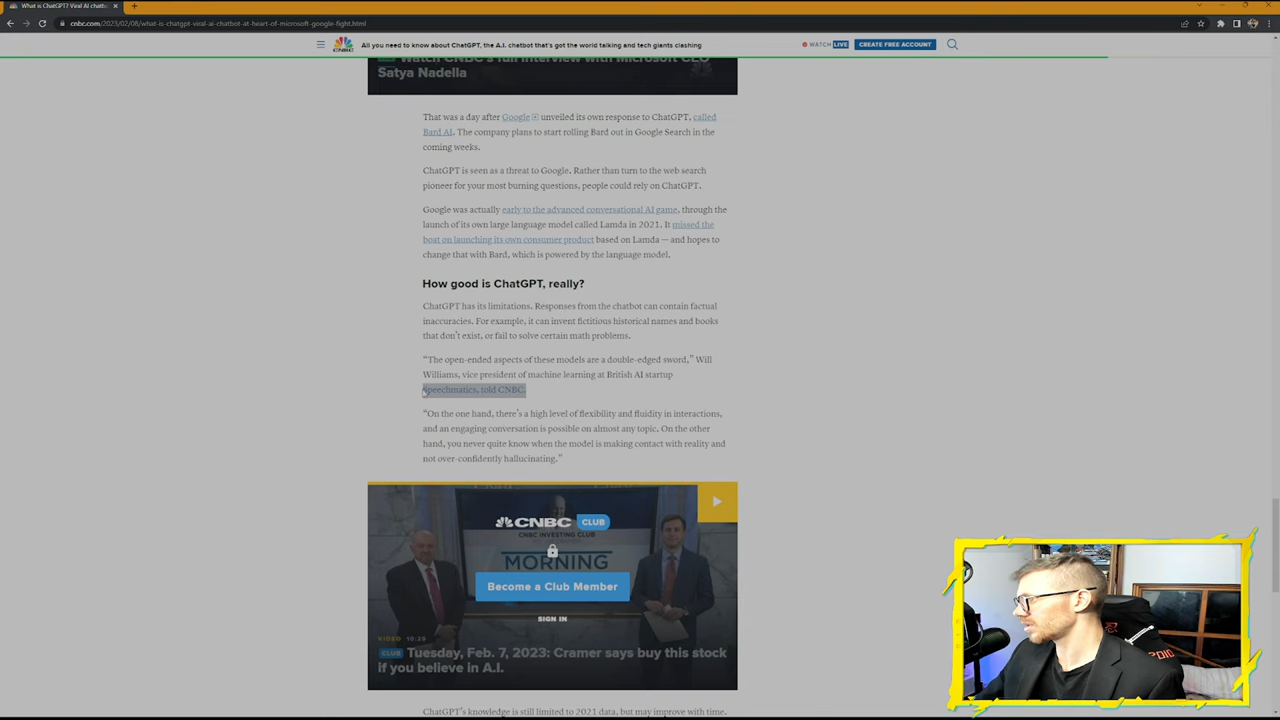 What is ChatGPT? Viral AI chatb
cnbc.com/2023/02/08/what-is-chatgpt-viral-ai-chatbot-at-heart-of-microsoft-google-fight.html
CNBC
All you need to know about ChatGPT, the A.I. chatbot that's got the world talking and tech giants clashing
WATCH LIVE
CREATE FREE ACCOUNT
Watch CNBC's full interview with Microsoft CEO
Satya Nadella
That was a day after Google unveiled its own response to ChatGPT, called
Bard AI. The company plans to start rolling Bard out in Google Search in the
coming weeks.
ChatGPT is seen as a threat to Google. Rather than turn to the web search
pioneer for your most burning questions, people could rely on ChatGPT.
Google was actually early to the advanced conversational AI game, through the
launch of its own large language model called Lamda in 2021. It missed the
boat on launching its own consumer product based on Lamda — and hopes to
change that with Bard, which is powered by the language model.
How good is ChatGPT, really?
ChatGPT has its limitations. Responses from the chatbot can contain factual
inaccuracies. For example, it can invent fictitious historical names and books
that don't exist, or fail to solve certain math problems.
“The open-ended aspects of these models are a double-edged sword,” Will
Williams, vice president of machine learning at British AI startup
Speechmatics, told CNBC.
“On the one hand, there's a high level of flexibility and fluidity in interactions,
and an engaging conversation is possible on almost any topic. On the other
hand, you never quite know when the model is making contact with reality and
not over-confidently hallucinating.”
CNBC CLUB
CNBC INVESTING CLUB
MORNING
Become a Club Member
SIGN IN
VIDEO 10:29
CLUB Tuesday, Feb. 7, 2023: Cramer says buy this stock
if you believe in A.I.
ChatGPT's knowledge is still limited to 2021 data, but may improve with time.